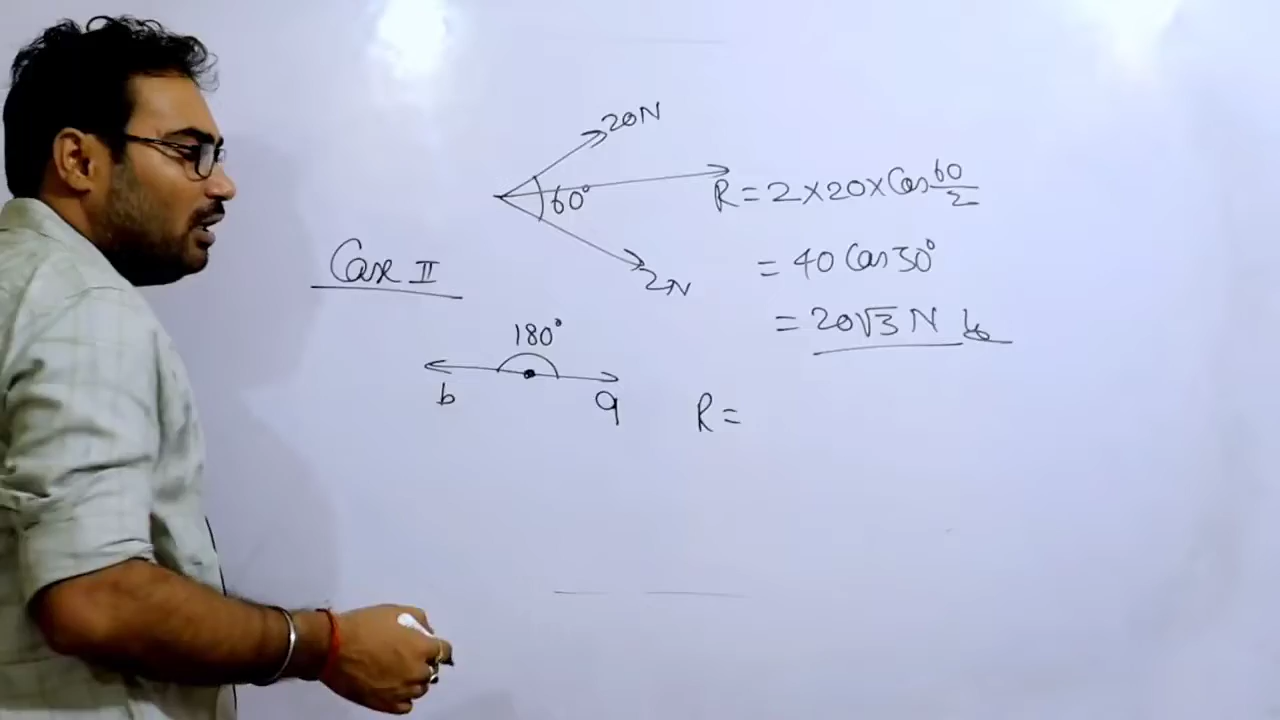 20N
60°
R = 2×20×Cos 60/2
2N
= 40 Cos 30°
= 20√3 N
Case II
180°
b
a
R =